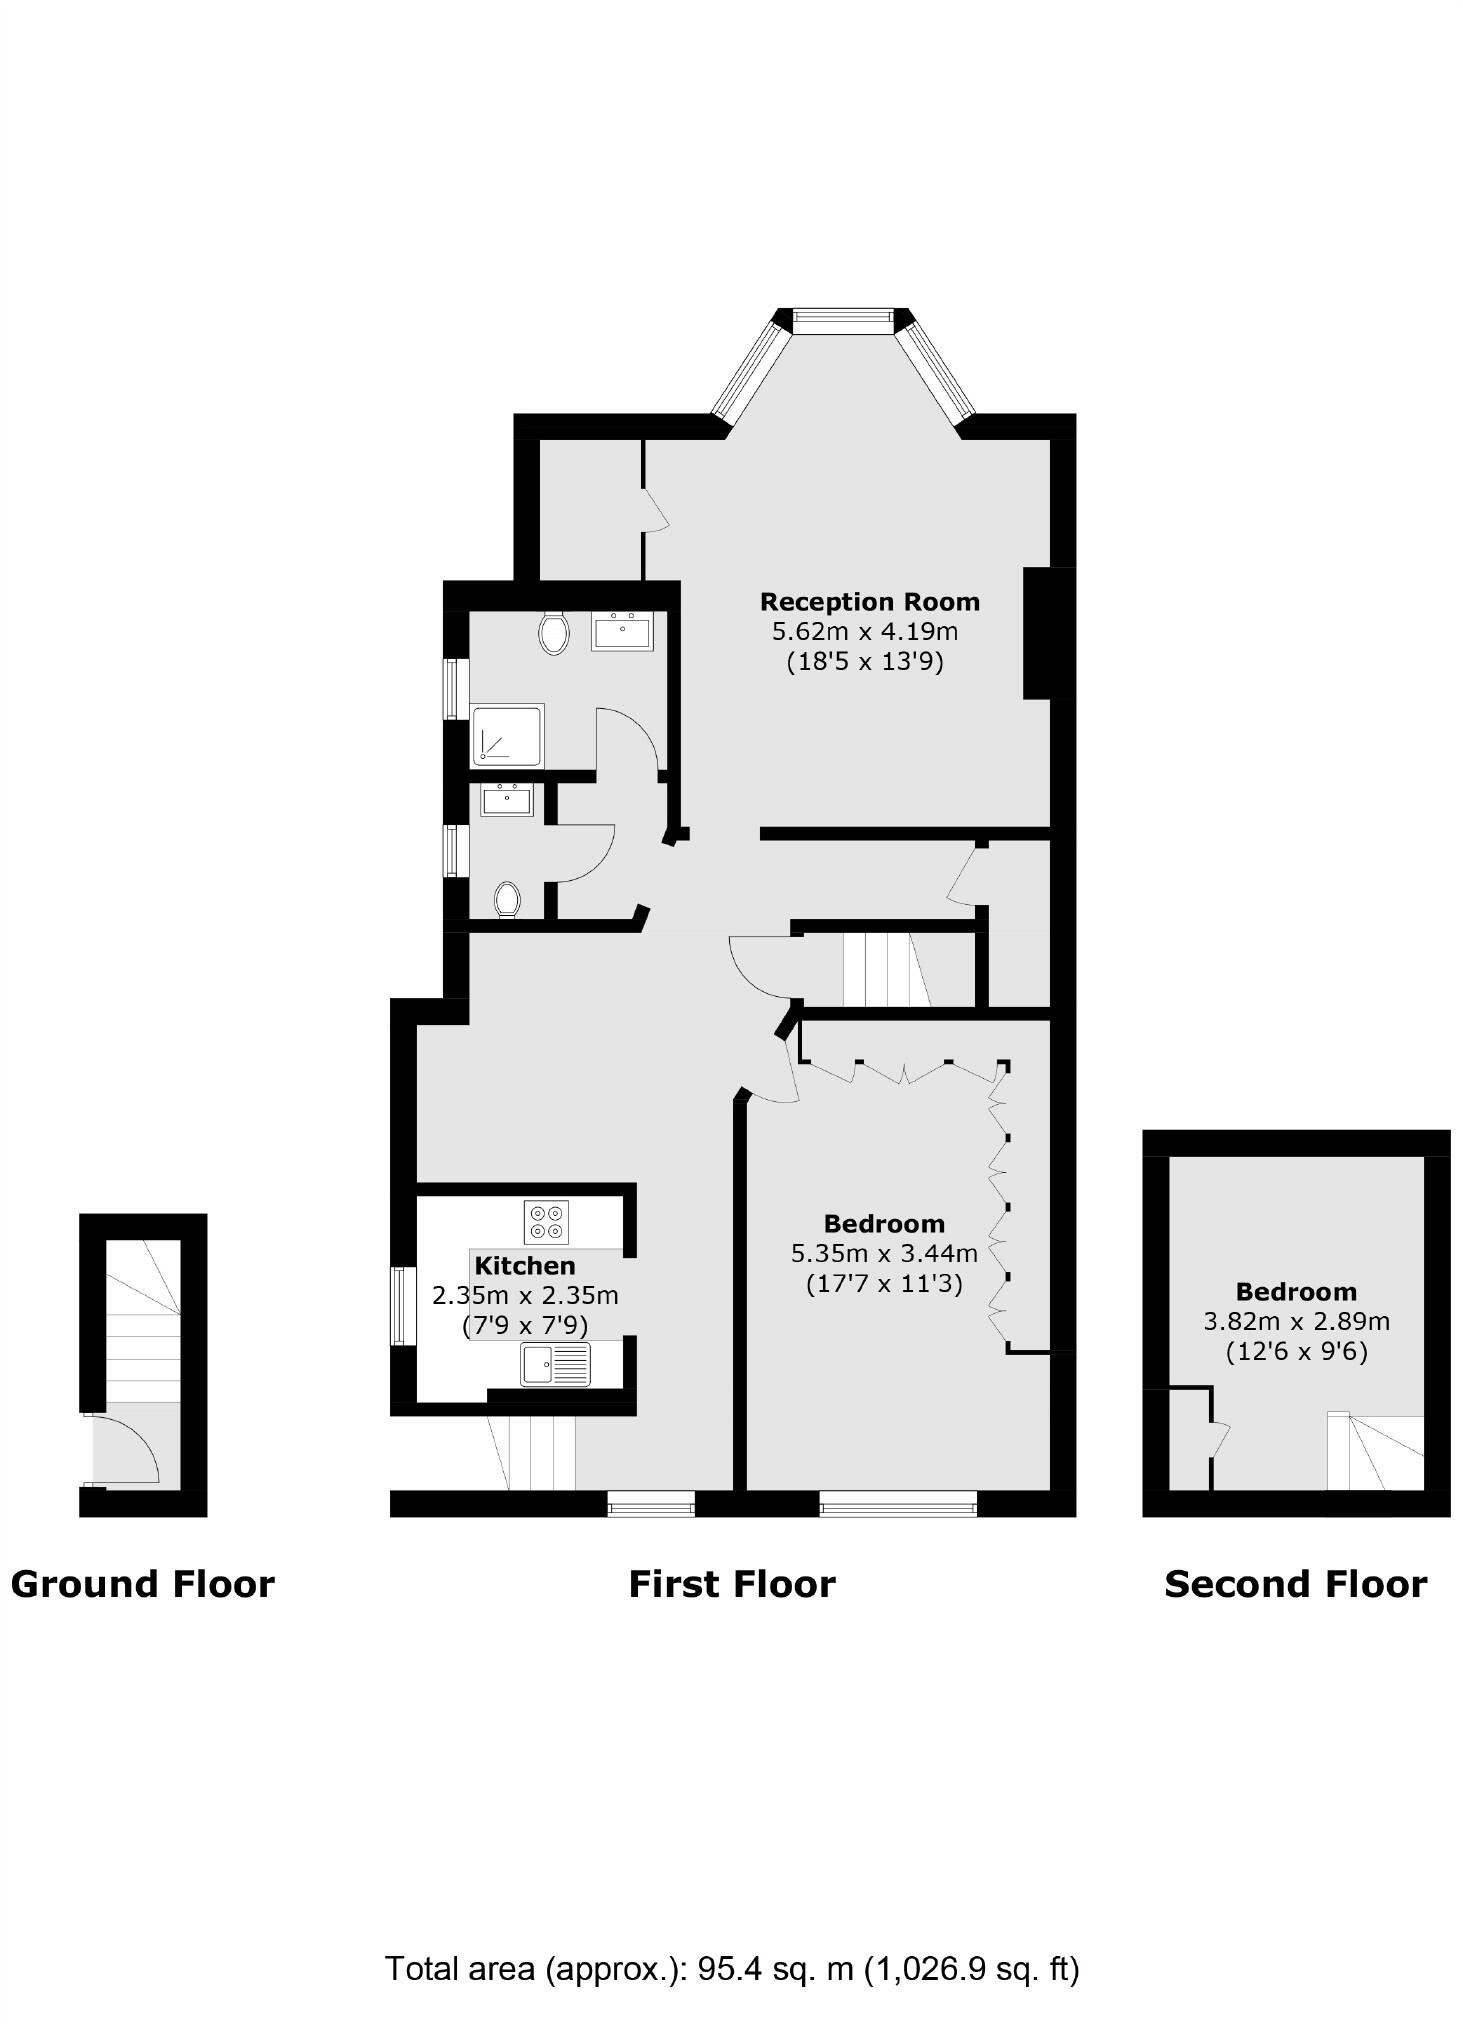 Reception Room
5.62m x 4.19m
(18'5 x 13'9)
Kitchen
2.35m x 2.35m
(7'9 x 7'9)
Bedroom
5.35m x 3.44m
(17'7 x 11'3)
Bedroom
3.82m x 2.89m
(12'6 x 9'6)
Ground Floor
First Floor
Second Floor
Total area (approx.): 95.4 sq. m (1,026.9 sq. ft)